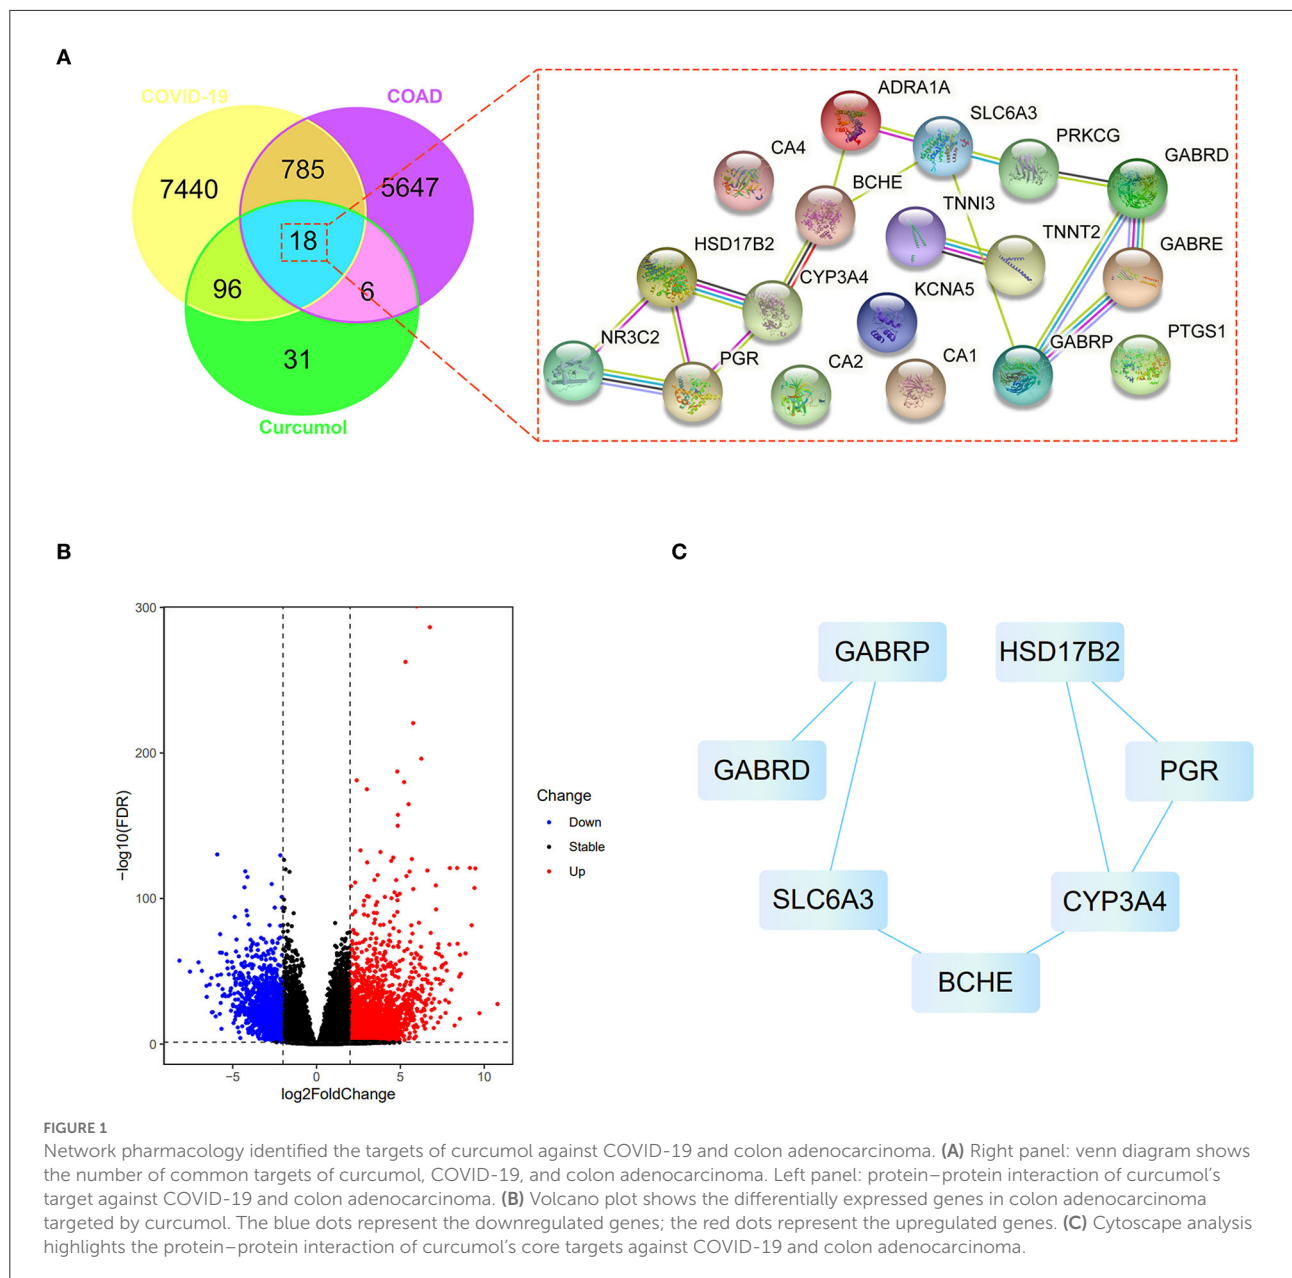 A
COVID-19
COAD
7440
785
5647
18
96
6
31
Curcumol
ADRA1A
SLC6A3
PRKCG
GABRD
CA4
BCHE
TNNI3
TNNT2
GABRE
HSD17B2
CYP3A4
KCNA5
NR3C2
PGR
CA2
CA1
GABRP
PTGS1
B
300
200
100
0
−log10(FDR)
−5
0
5
10
log2FoldChange
Change
Down
Stable
Up
C
GABRP
HSD17B2
GABRD
PGR
SLC6A3
CYP3A4
BCHE
FIGURE 1
Network pharmacology identified the targets of curcumol against COVID-19 and colon adenocarcinoma. (A) Right panel: venn diagram shows
the number of common targets of curcumol, COVID-19, and colon adenocarcinoma. Left panel: protein–protein interaction of curcumol's
target against COVID-19 and colon adenocarcinoma. (B) Volcano plot shows the differentially expressed genes in colon adenocarcinoma
targeted by curcumol. The blue dots represent the downregulated genes; the red dots represent the upregulated genes. (C) Cytoscape analysis
highlights the protein–protein interaction of curcumol's core targets against COVID-19 and colon adenocarcinoma.